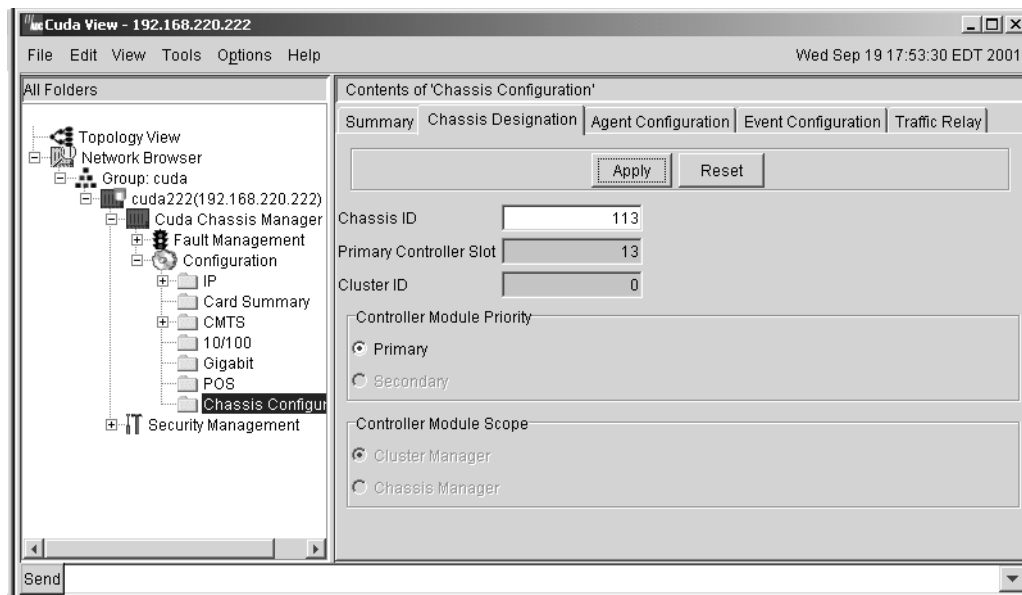 Cuda View - 192.168.220.222
File Edit View Tools Options Help Wed Sep 19 17:53:30 EDT 2001
All Folders
Topology View
Network Browser
Group: cuda
cuda222(192.168.220.222)
Cuda Chassis Manager
Fault Management
Configuration
IP
Card Summary
CMTS
10/100
Gigabit
POS
Chassis Configur
Security Management
Contents of 'Chassis Configuration'
Summary Chassis Designation Agent Configuration Event Configuration Traffic Relay
Apply Reset
Chassis ID 113
Primary Controller Slot 13
Cluster ID 0
Controller Module Priority
Primary
Secondary
Controller Module Scope
Cluster Manager
Chassis Manager
Send